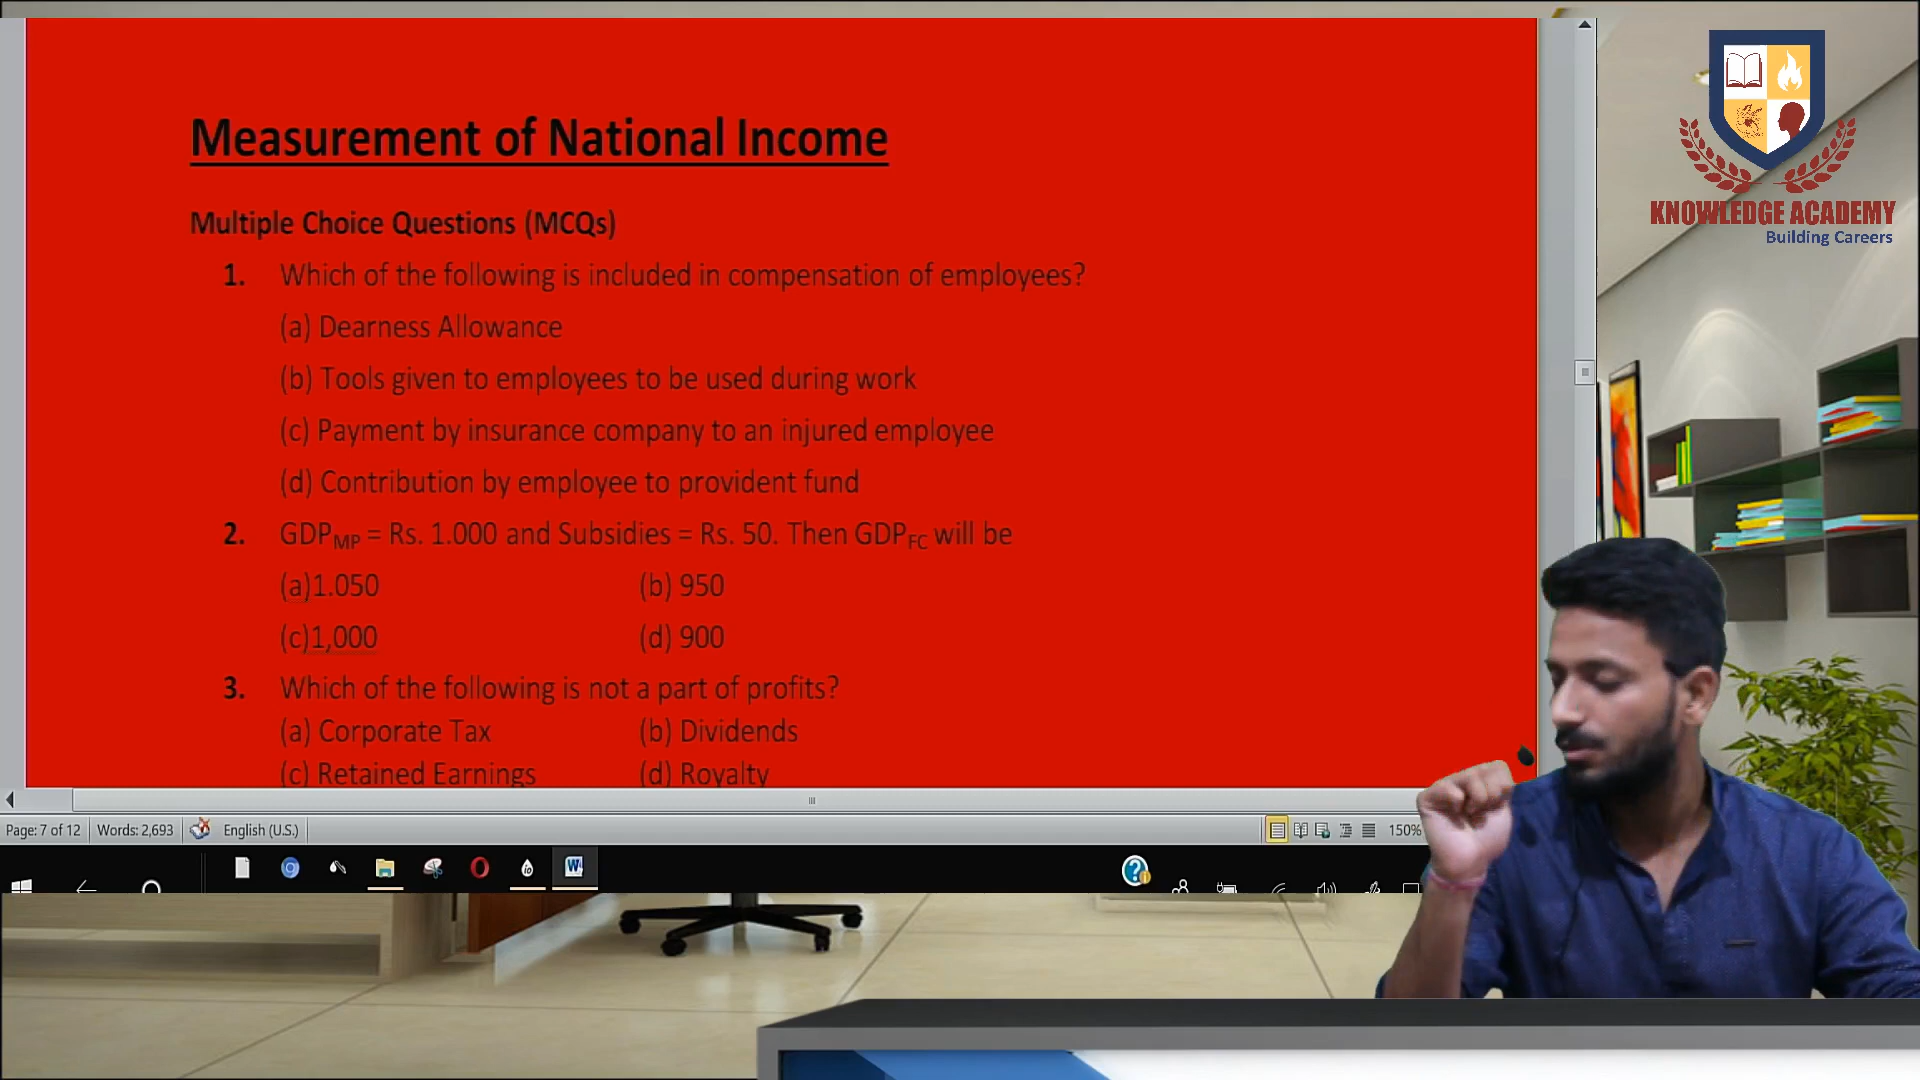 Measurement of National Income
Multiple Choice Questions (MCQs)
1. Which of the following is included in compensation of employees?
(a) Dearness Allowance
(b) Tools given to employees to be used during work
(c) Payment by insurance company to an injured employee
(d) Contribution by employee to provident fund
2. GDPMP = Rs. 1.000 and Subsidies = Rs. 50. Then GDPFC will be
(a)1.050 (b) 950
(c)1,000 (d) 900
3. Which of the following is not a part of profits?
(a) Corporate Tax (b) Dividends
(c) Retained Earnings (d) Royalty
Page: 7 of 12 Words: 2,693 English (U.S.) 150%
KNOWLEDGE ACADEMY
Building Careers